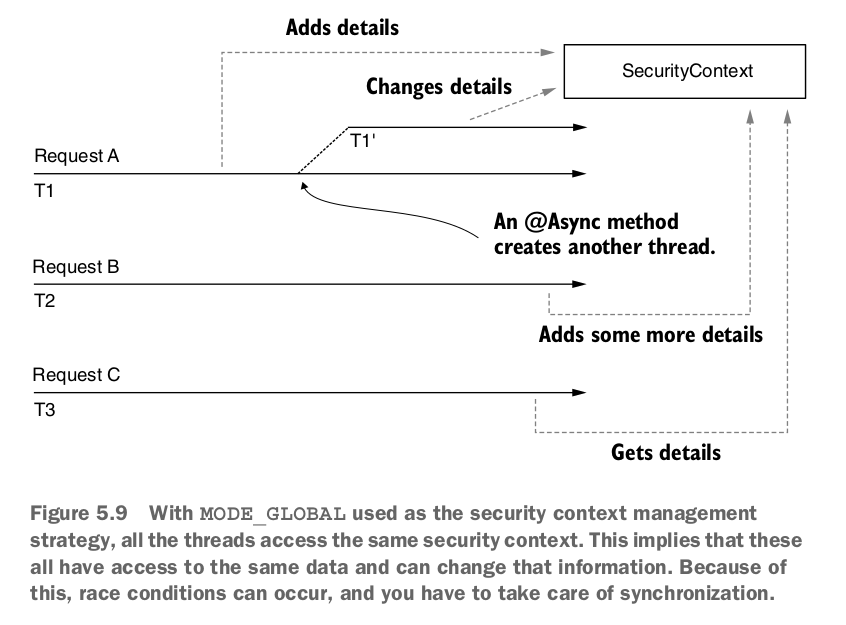 Adds details
SecurityContext
Changes details
T1'
Request A
T1
An @Async method
creates another thread.
Request B
T2
Adds some more details
Request C
T3
Gets details
Figure 5.9 With MODE_GLOBAL used as the security context management
strategy, all the threads access the same security context. This implies that these
all have access to the same data and can change that information. Because of
this, race conditions can occur, and you have to take care of synchronization.